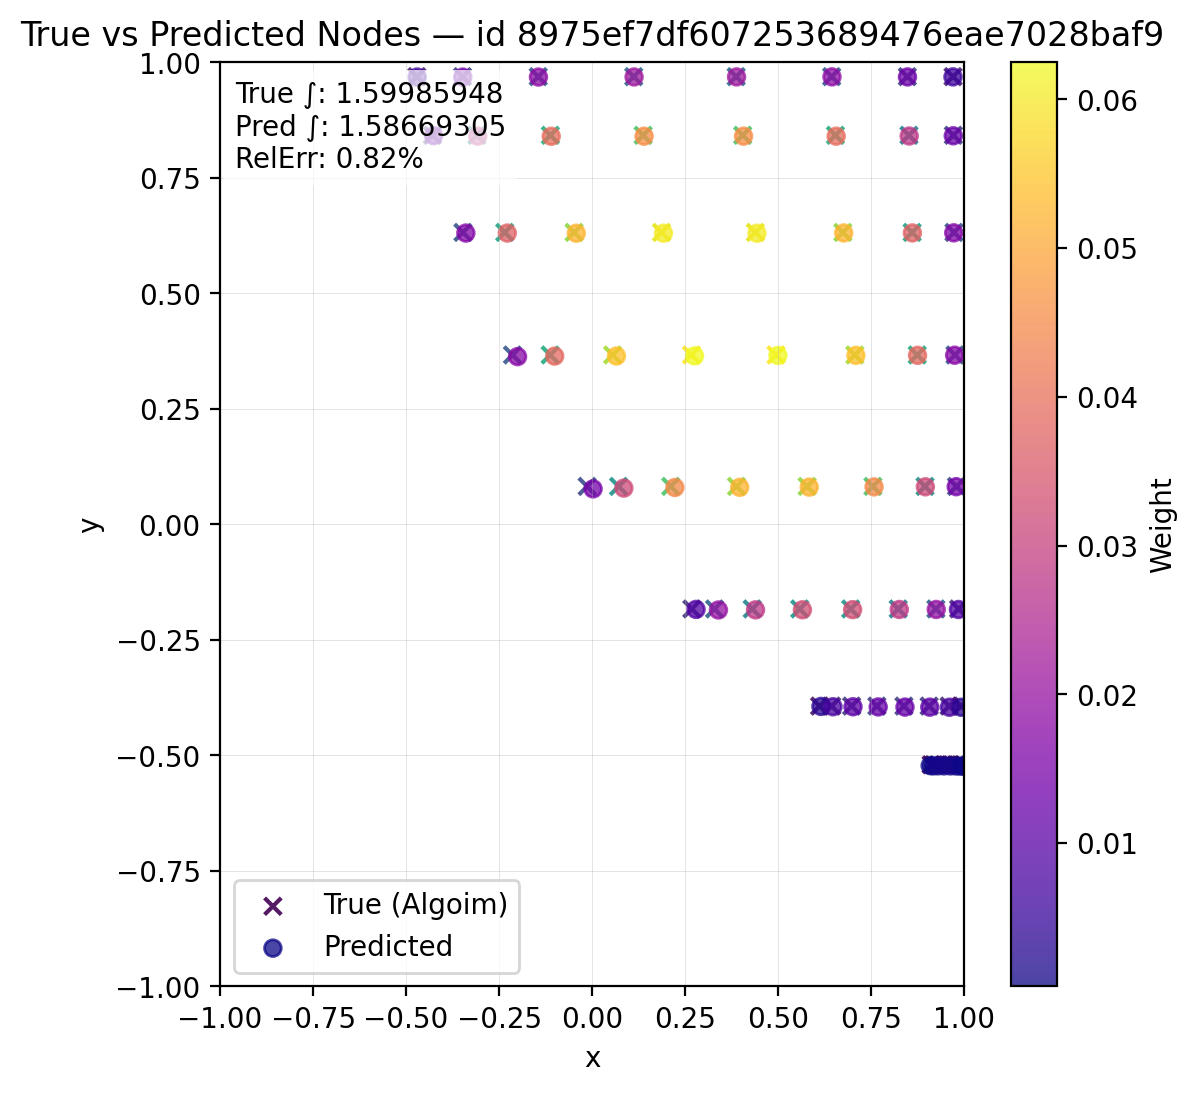 True vs Predicted Nodes — id 8975ef7df607253689476eae7028baf9
True ∫: 1.59985948
Pred ∫: 1.58669305
RelErr: 0.82%
1.00
0.75
0.50
0.25
0.00
−0.25
−0.50
−0.75
−1.00
y
True (Algoim)
Predicted
−1.00 −0.75 −0.50 −0.25 0.00 0.25 0.50 0.75 1.00
x
0.06
0.05
0.04
0.03
0.02
0.01
Weight